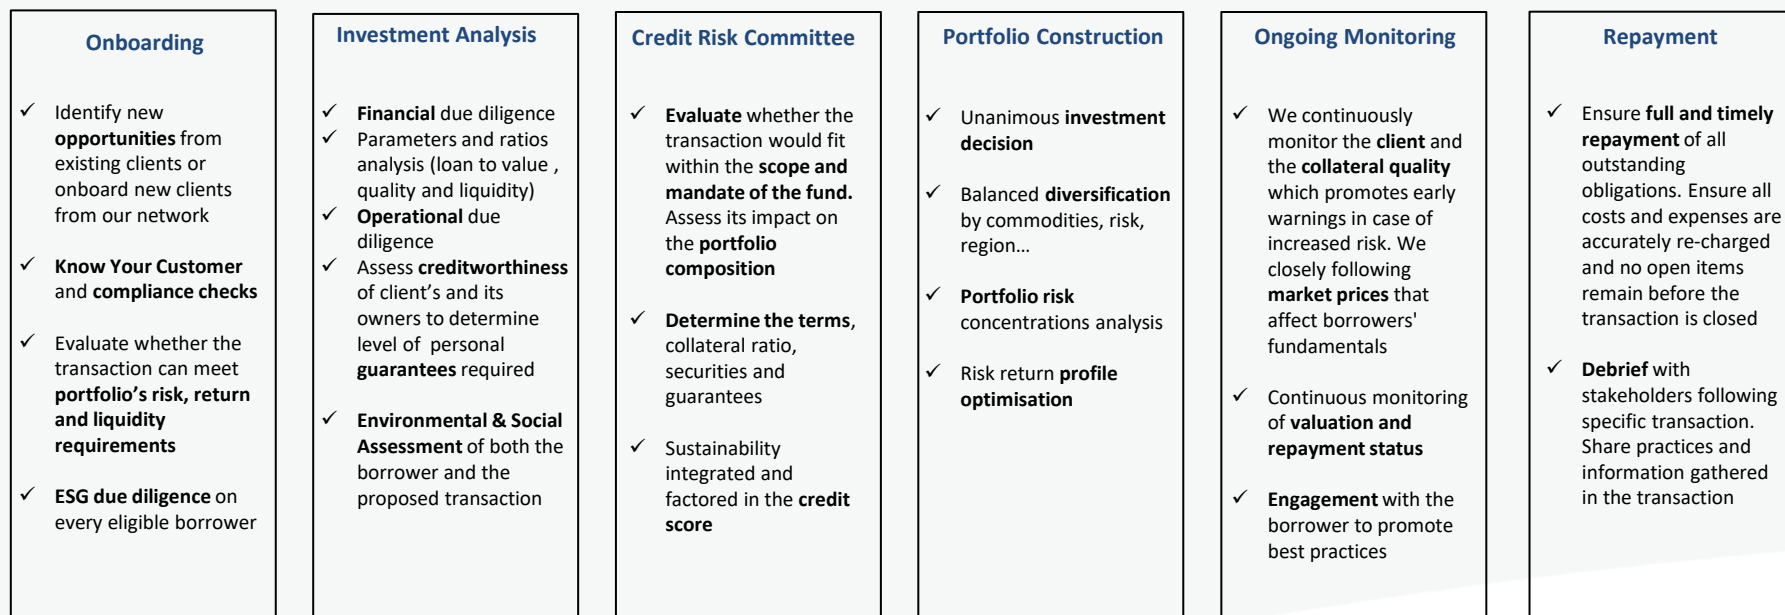 Onboarding
✓ Identify new
opportunities from
existing clients or
onboard new clients
from our network
✓ Know Your Customer
and compliance checks
✓ Evaluate whether the
transaction can meet
portfolio’s risk, return
and liquidity
requirements
✓ ESG due diligence on
every eligible borrower
Investment Analysis
✓ Financial due diligence
✓ Parameters and ratios
analysis (loan to value ,
quality and liquidity)
✓ Operational due
diligence
✓ Assess creditworthiness
of client’s and its
owners to determine
level of personal
guarantees required
✓ Environmental & Social
Assessment of both the
borrower and the
proposed transaction
Credit Risk Committee
✓ Evaluate whether the
transaction would fit
within the scope and
mandate of the fund.
Assess its impact on
the portfolio
composition
✓ Determine the terms,
collateral ratio,
securities and
guarantees
✓ Sustainability
integrated and
factored in the credit
score
Portfolio Construction
✓ Unanimous investment
decision
✓ Balanced diversification
by commodities, risk,
region…
✓ Portfolio risk
concentrations analysis
✓ Risk return profile
optimisation
Ongoing Monitoring
✓ We continuously
monitor the client and
the collateral quality
which promotes early
warnings in case of
increased risk. We
closely following
market prices that
affect borrowers'
fundamentals
✓ Continuous monitoring
of valuation and
repayment status
✓ Engagement with the
borrower to promote
best practices
Repayment
✓ Ensure full and timely
repayment of all
outstanding
obligations. Ensure all
costs and expenses are
accurately re-charged
and no open items
remain before the
transaction is closed
✓ Debrief with
stakeholders following
specific transaction.
Share practices and
information gathered
in the transaction